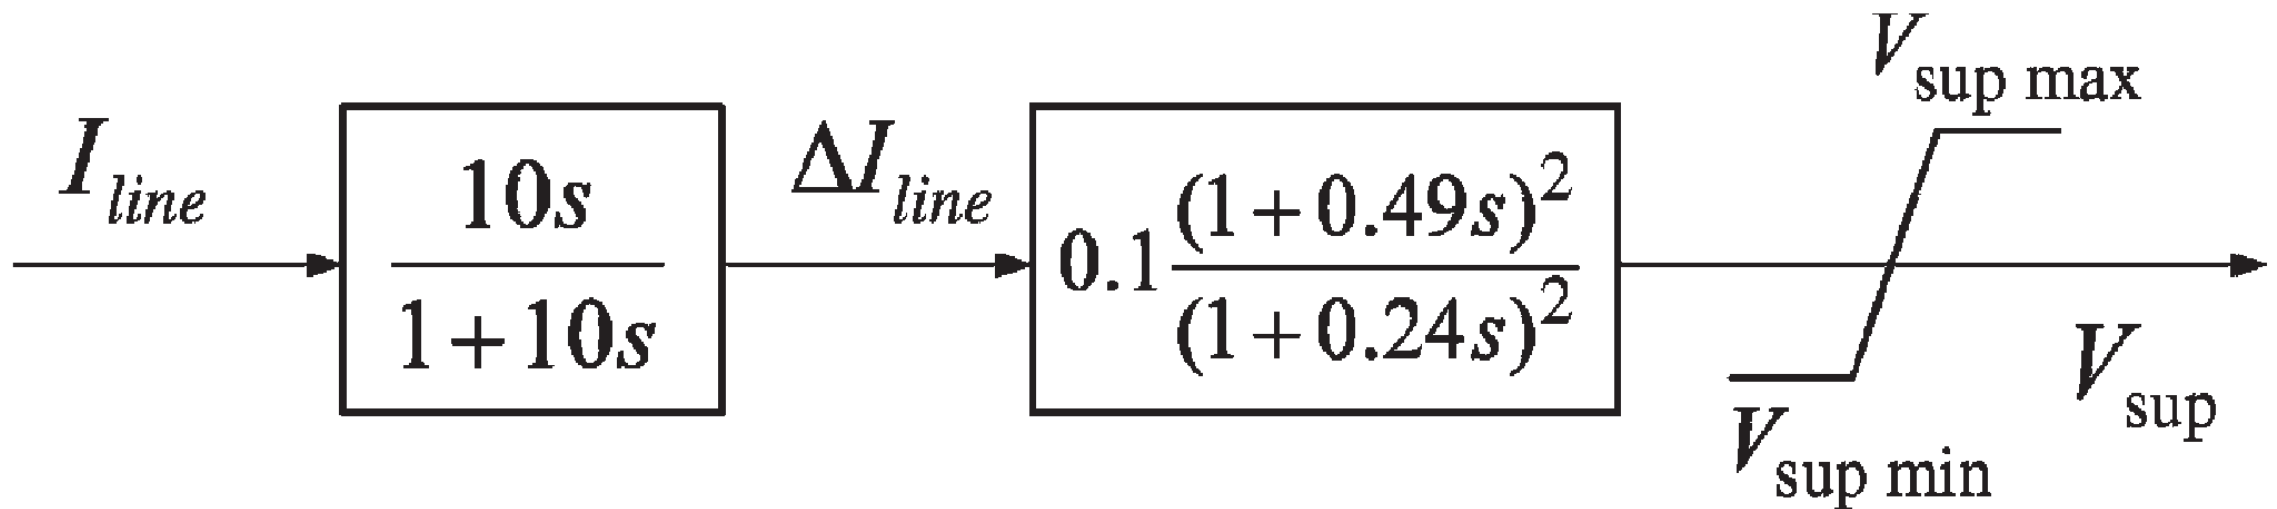 I line
10s
1+10s
ΔI line
0.1 (1+0.49s)²
(1+0.24s)²
V sup max
V sup min
V sup